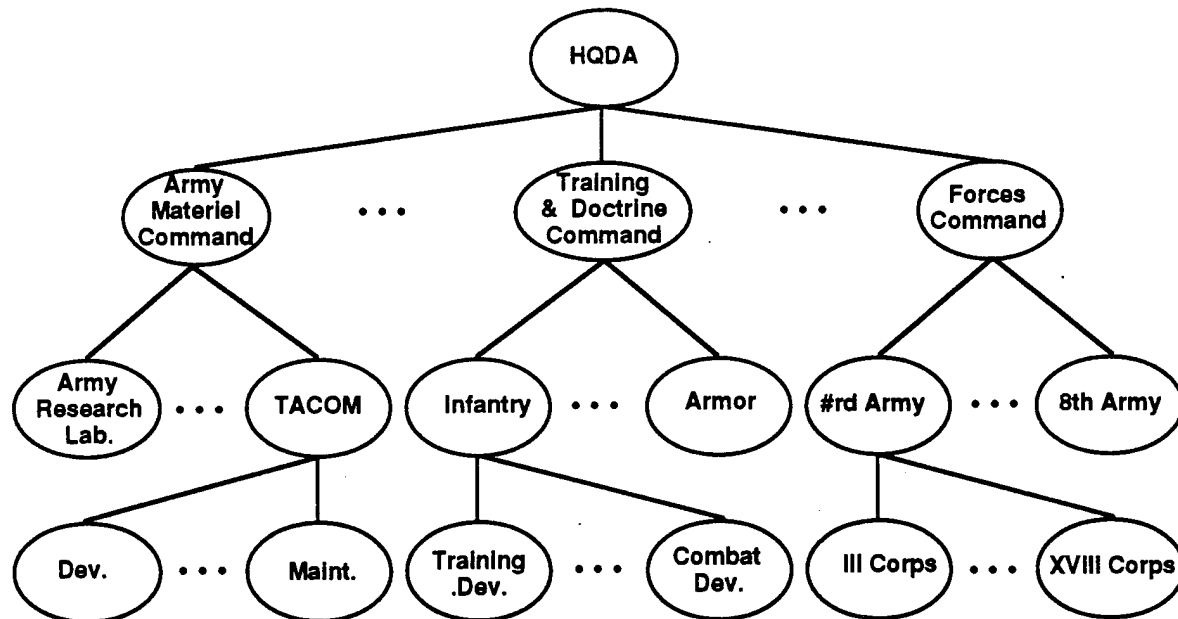 HQDA
Army
Materiel
Command
• • •
Training
& Doctrine
Command
• • •
Forces
Command
Army
Research
Lab.
• • •
TACOM
Infantry
• • •
Armor
#rd Army
• • •
8th Army
Dev.
• • •
Maint.
Training
.Dev.
• • •
Combat
Dev.
III Corps
• • •
XVIII Corps